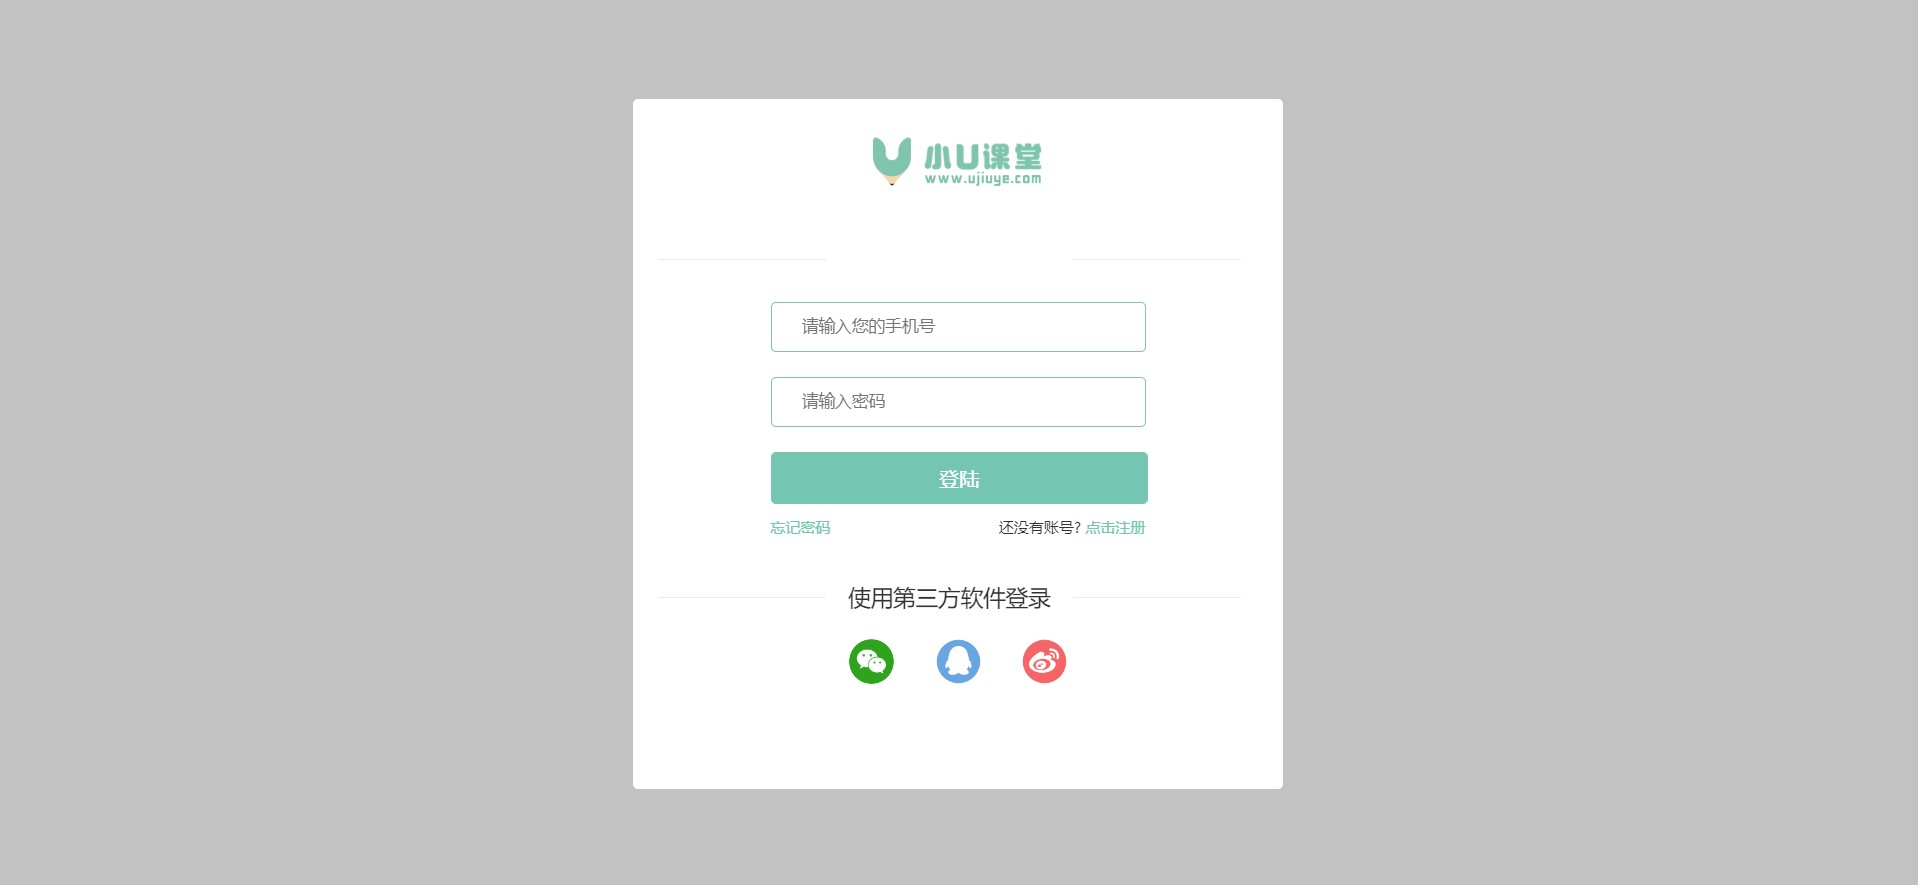 小U课堂
www.ujiuye.com
请输入您的手机号
请输入密码
登陆
忘记密码 还没有账号? 点击注册
使用第三方软件登录